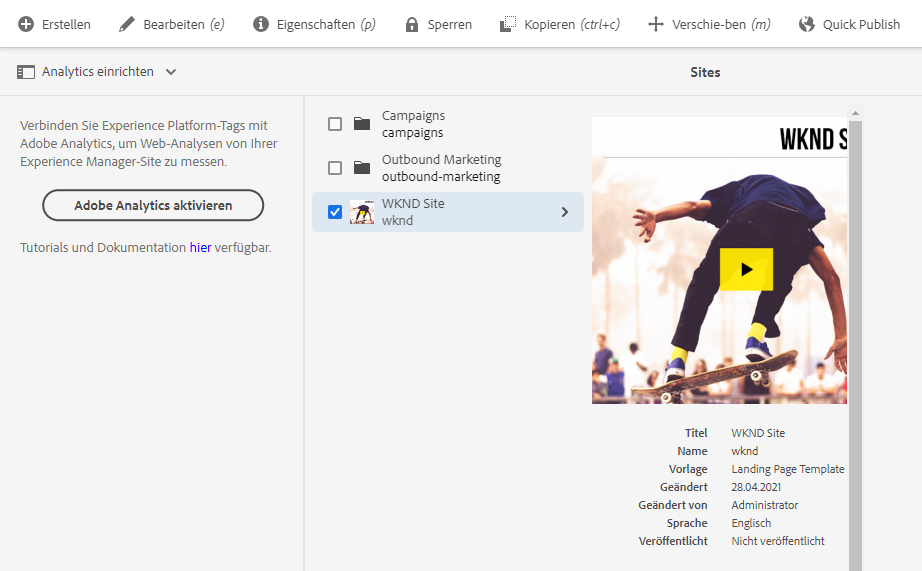 Erstellen Bearbeiten (e) Eigenschaften (p) Sperren Kopieren (ctrl+c) Verschie-ben (m) Quick Publish
Analytics einrichten Sites
Verbinden Sie Experience Platform-Tags mit
Adobe Analytics, um Web-Analysen von Ihrer
Experience Manager-Site zu messen.
Adobe Analytics aktivieren
Tutorials und Dokumentation hier verfügbar.
Campaigns
campaigns
Outbound Marketing
outbound-marketing
WKND Site
wknd
WKND S
Titel WKND Site
Name wknd
Vorlage Landing Page Template
Geändert 28.04.2021
Geändert von Administrator
Sprache Englisch
Veröffentlicht Nicht veröffentlicht